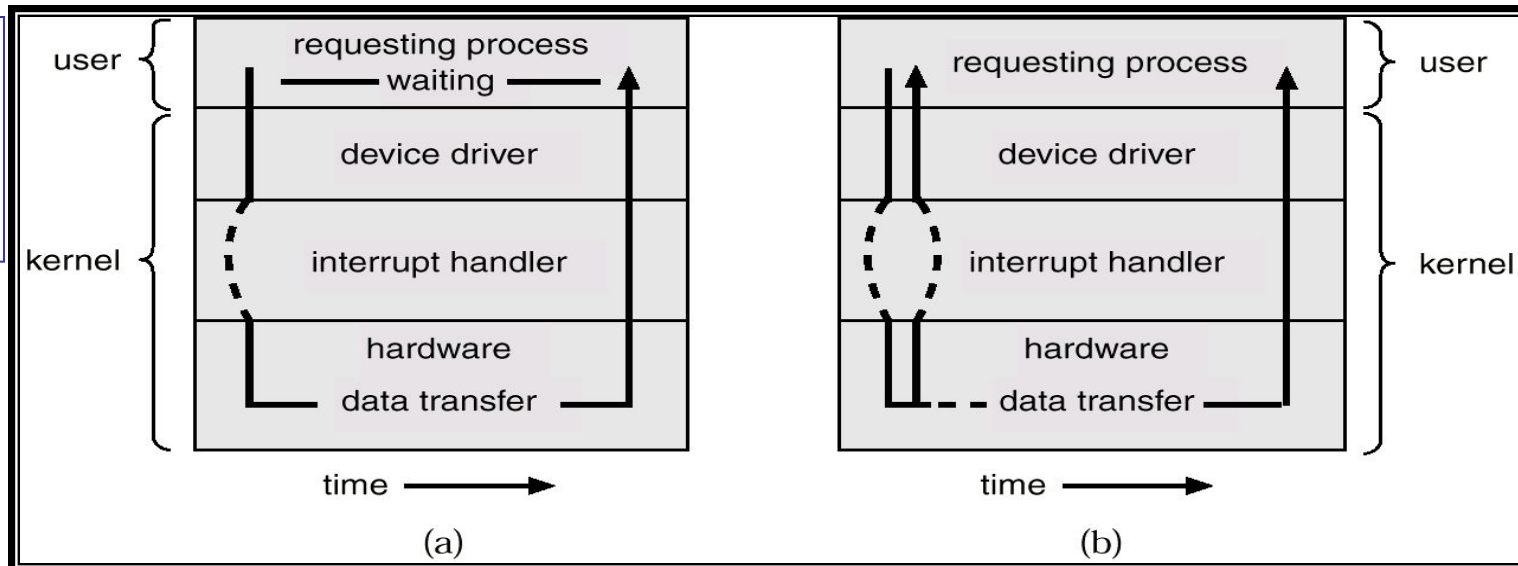 user
requesting process
waiting
device driver
kernel
interrupt handler
hardware
data transfer
time
(a)
requesting process
user
device driver
interrupt handler
kernel
hardware
data transfer
time
(b)